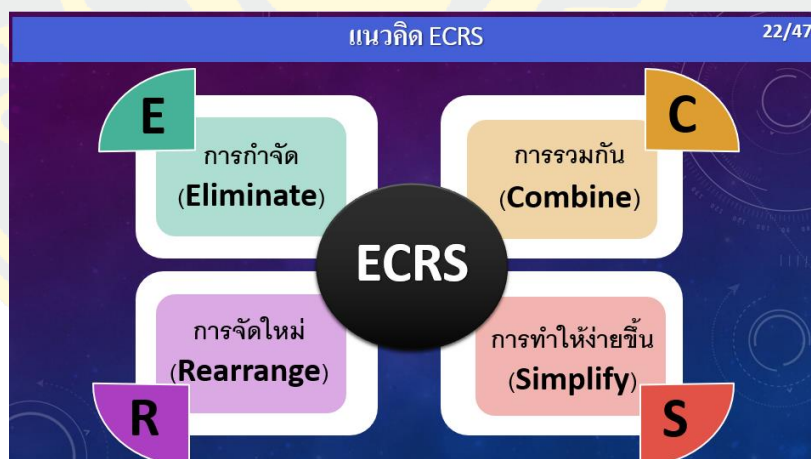 แนวคิด ECRS
22/47
E
การกำจัด
(Eliminate)
C
การรวมกัน
(Combine)
ECRS
การจัดใหม่
(Rearrange)
R
การทำให้ง่ายขึ้น
(Simplify)
S